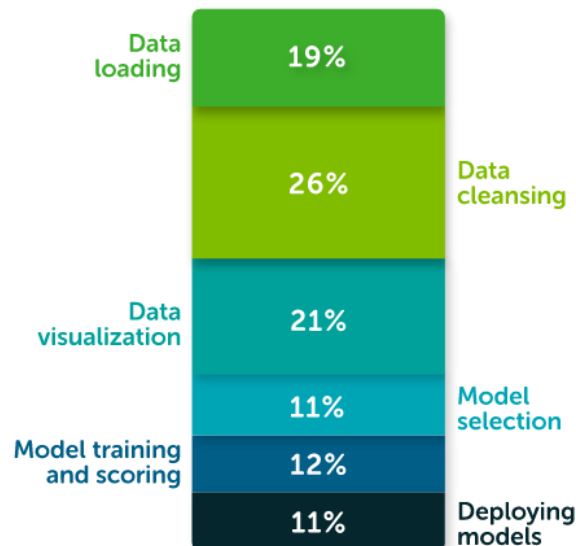 Data
loading
19%
26%
Data
cleansing
Data
visualization
21%
11%
Model
selection
Model training
and scoring
12%
11%
Deploying
models